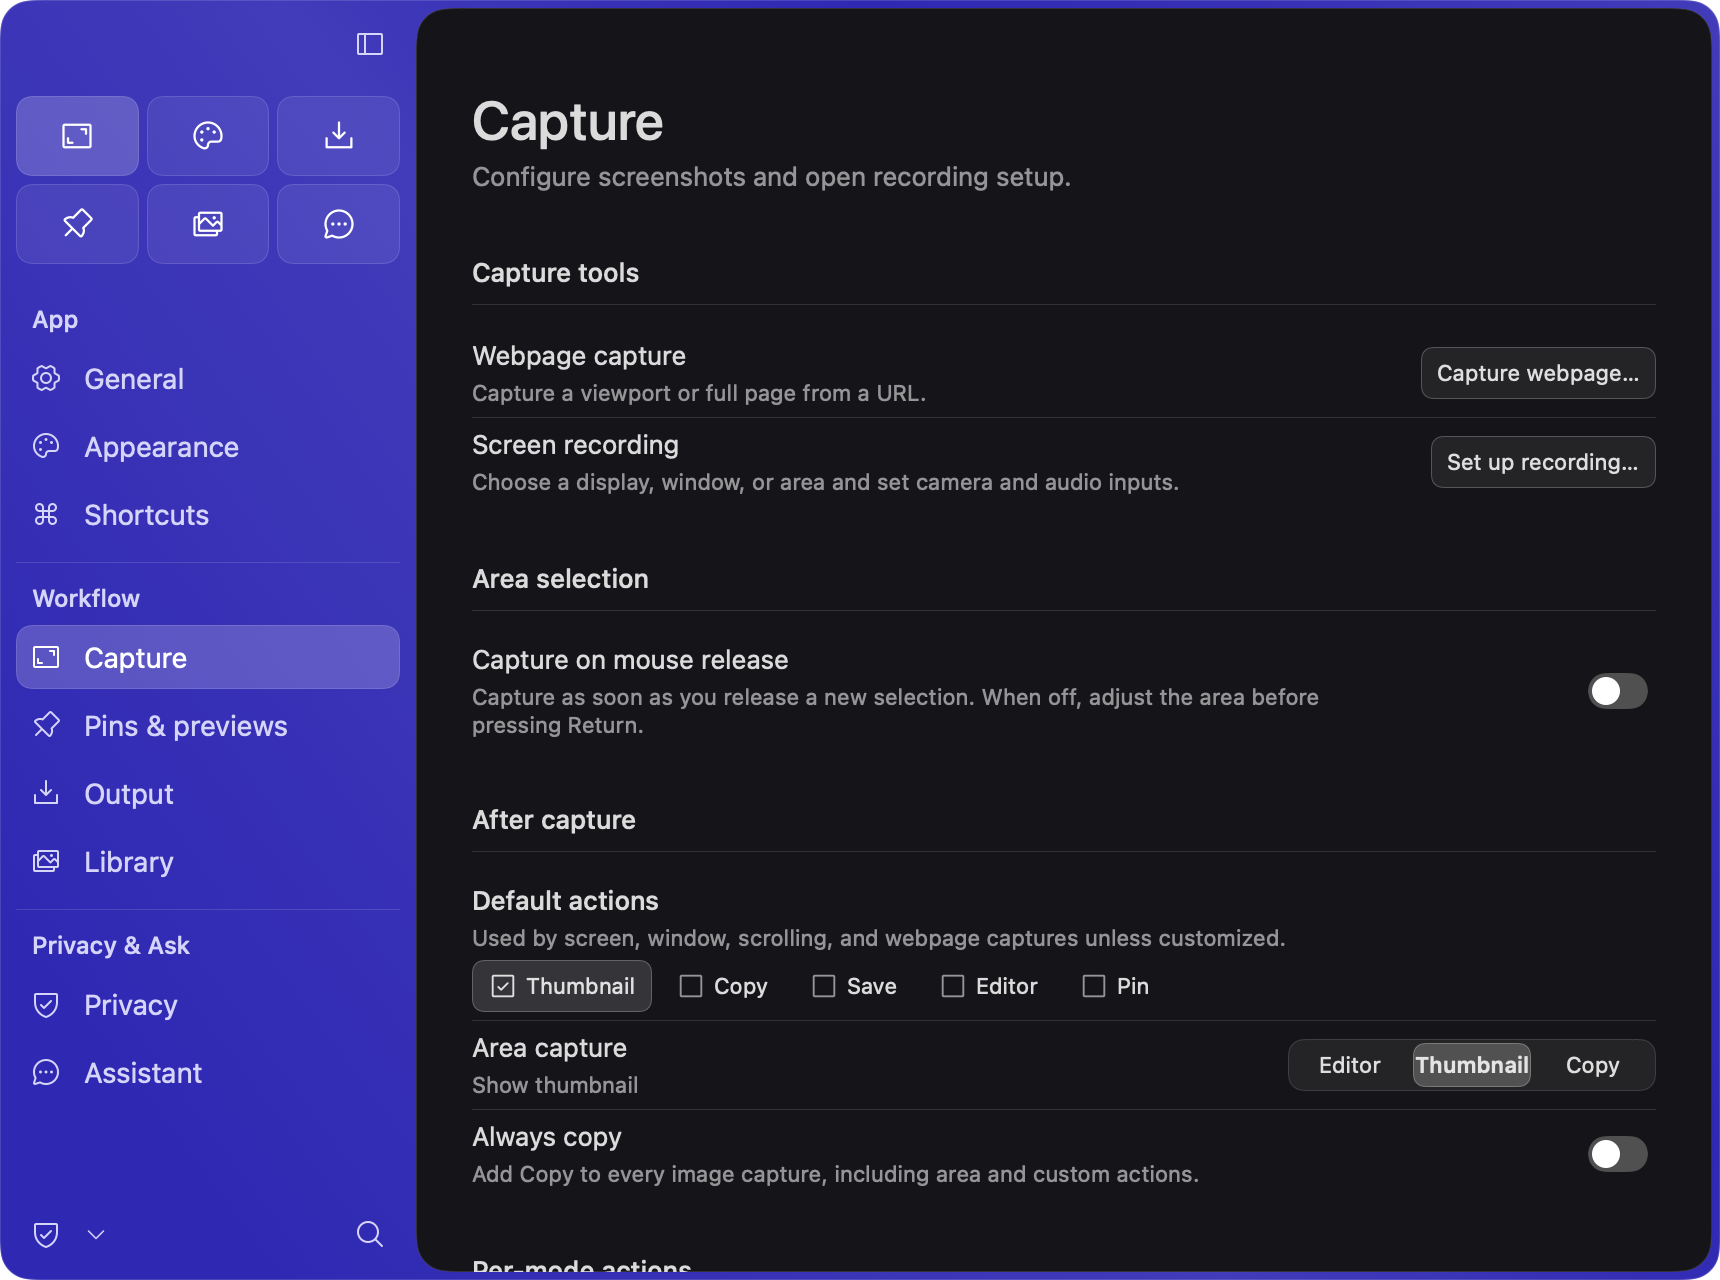 App
General
Appearance
Shortcuts
Workflow
Capture
Pins & previews
Output
Library
Privacy & Ask
Privacy
Assistant
Capture
Configure screenshots and open recording setup.
Capture tools
Webpage capture
Capture a viewport or full page from a URL.
Capture webpage...
Screen recording
Choose a display, window, or area and set camera and audio inputs.
Set up recording...
Area selection
Capture on mouse release
Capture as soon as you release a new selection. When off, adjust the area before
pressing Return.
After capture
Default actions
Used by screen, window, scrolling, and webpage captures unless customized.
Thumbnail Copy Save Editor Pin
Area capture
Show thumbnail
Editor Thumbnail Copy
Always copy
Add Copy to every image capture, including area and custom actions.
Per-mode actions